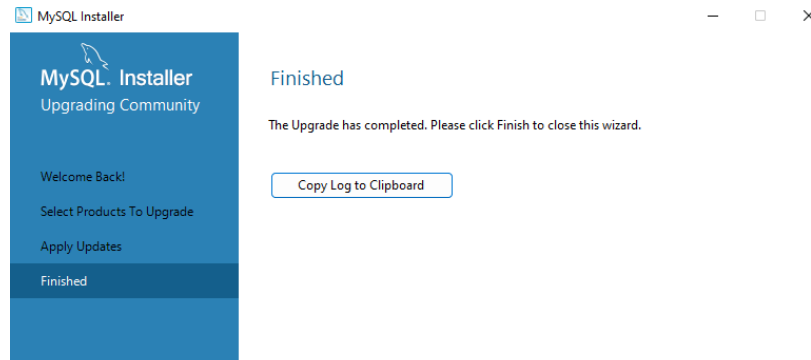 MySQL Installer
MySQL. Installer
Upgrading Community
Welcome Back!
Select Products To Upgrade
Apply Updates
Finished
Finished
The Upgrade has completed. Please click Finish to close this wizard.
Copy Log to Clipboard